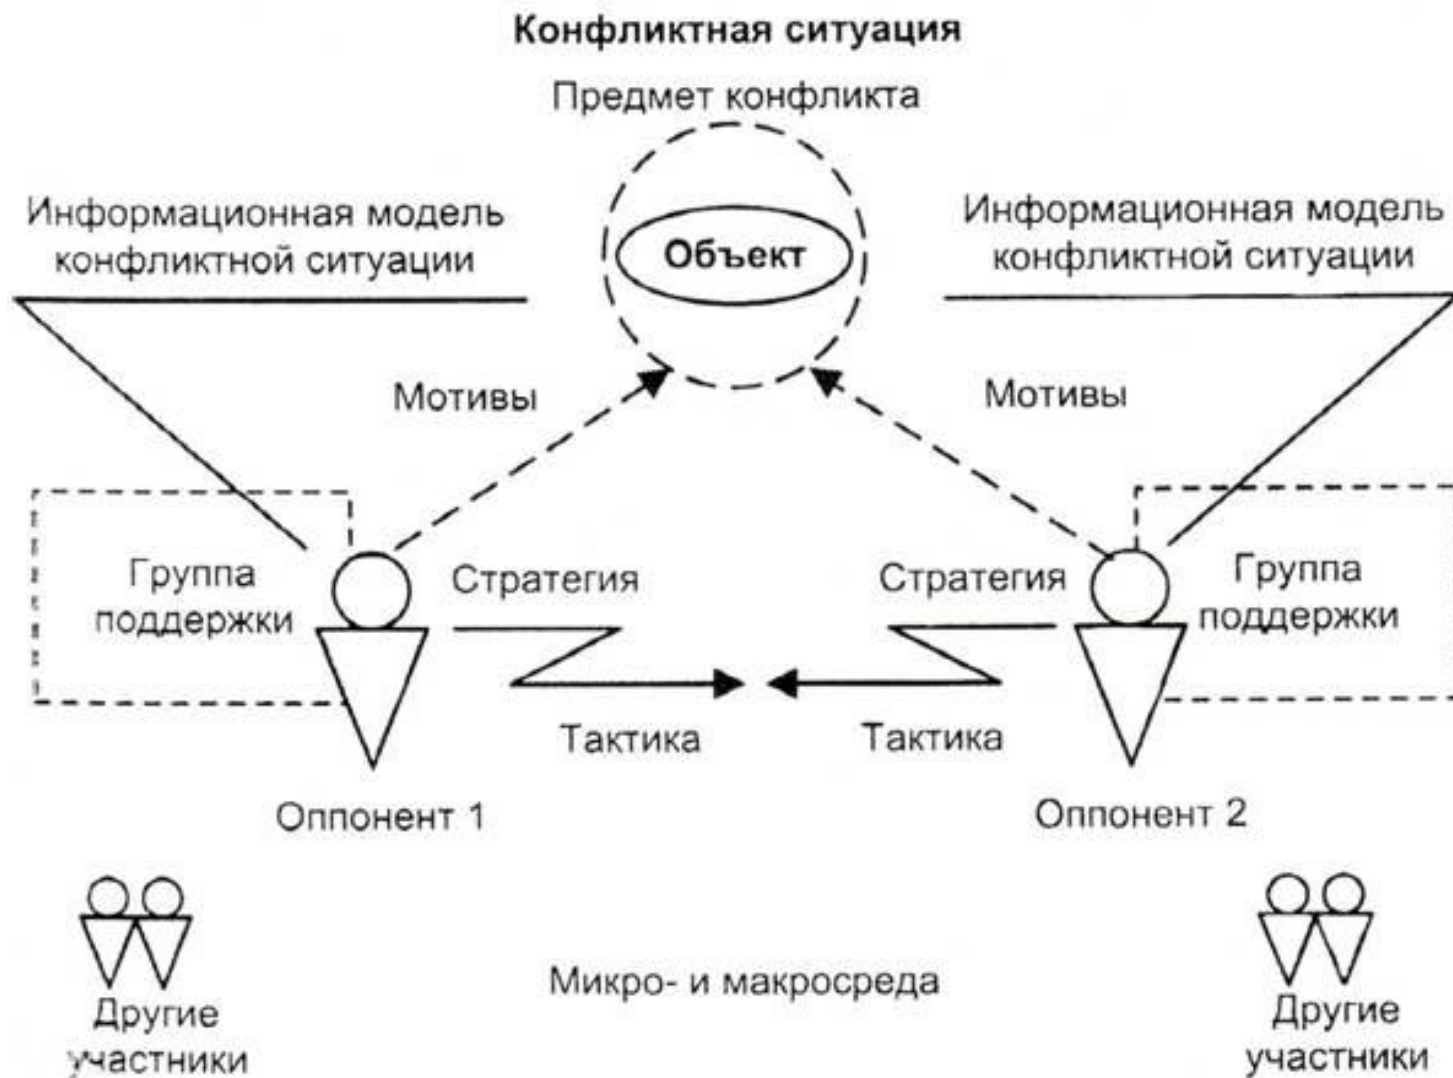 Конфликтная ситуация
Предмет конфликта
Информационная модель
конфликтной ситуации
Объект
Информационная модель
конфликтной ситуации
Мотивы
Мотивы
Группа
поддержки
Стратегия
Стратегия
Группа
поддержки
Тактика
Тактика
Оппонент 1
Оппонент 2
Микро- и макросреда
Другие
участники
Другие
участники